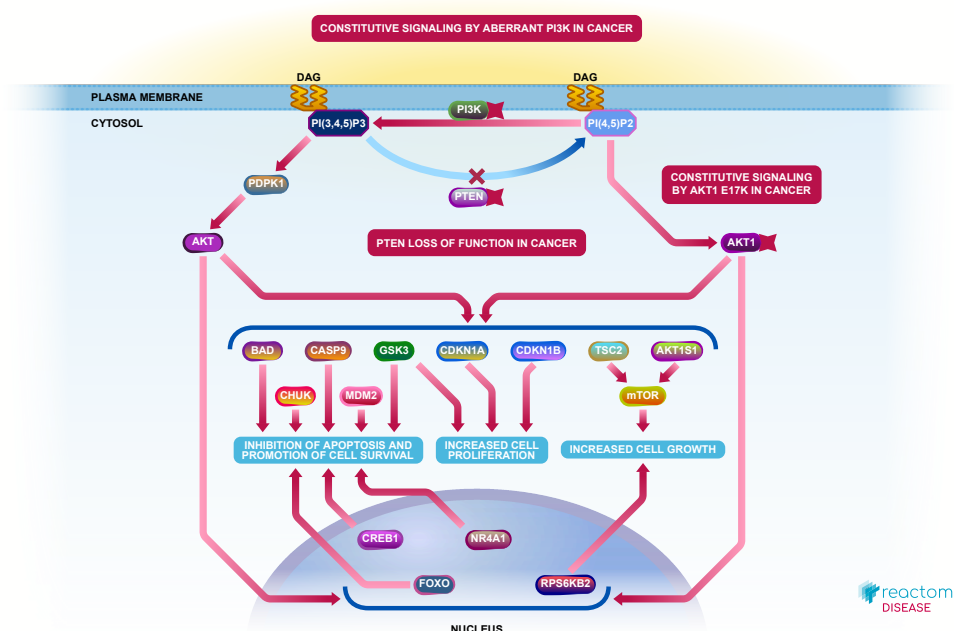 CONSTITUTIVE SIGNALING BY ABERRANT PI3K IN CANCER
DAG
DAG
PLASMA MEMBRANE
PI3K
CYTOSOL
PI(3,4,5)P3
PI(4,5)P2
PDPK1
PTEN
CONSTITUTIVE SIGNALING
BY AKT1 E17K IN CANCER
AKT
PTEN LOSS OF FUNCTION IN CANCER
AKT1
BAD
CASP9
GSK3
CDKN1A
CDKN1B
TSC2
AKT1S1
CHUK
MDM2
mTOR
INHIBITION OF APOPTOSIS AND
PROMOTION OF CELL SURVIVAL
INCREASED CELL
PROLIFERATION
INCREASED CELL GROWTH
CREB1
NR4A1
FOXO
RPS6KB2
reactom
DISEASE
NUCLEUS